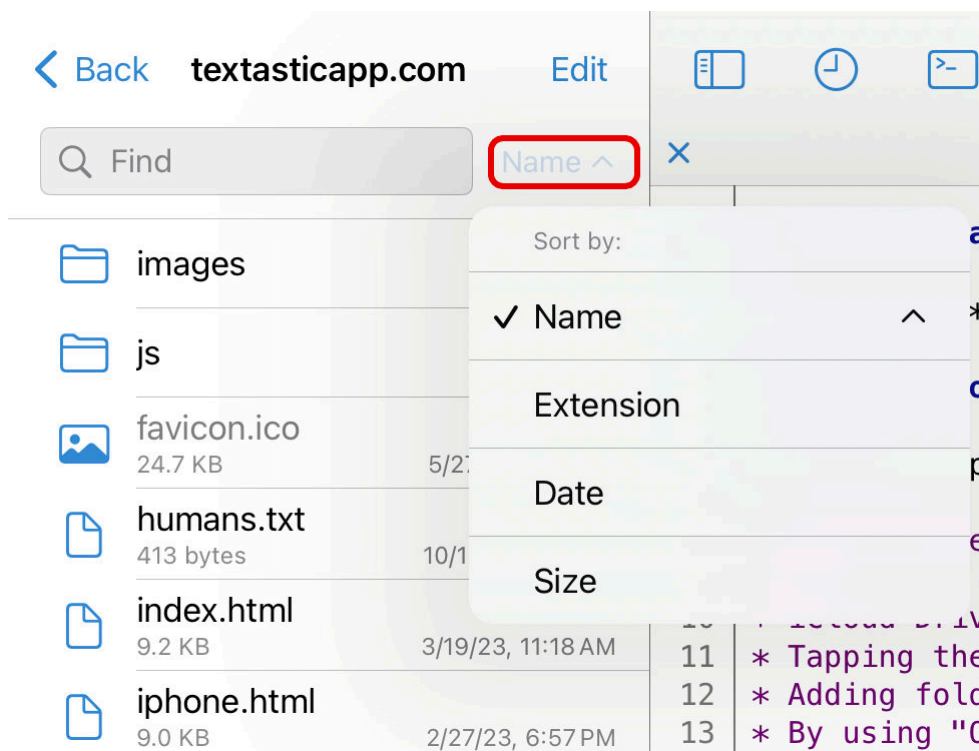 Back textasticapp.com Edit
Find Name
Sort by:
Name
Extension
Date
Size
images
js
favicon.ico
24.7 KB
humans.txt
413 bytes
index.html
9.2 KB 3/19/23, 11:18 AM
iphone.html
9.0 KB 2/27/23, 6:57 PM
11 * Tapping the
12 * Adding fold
13 * By using "